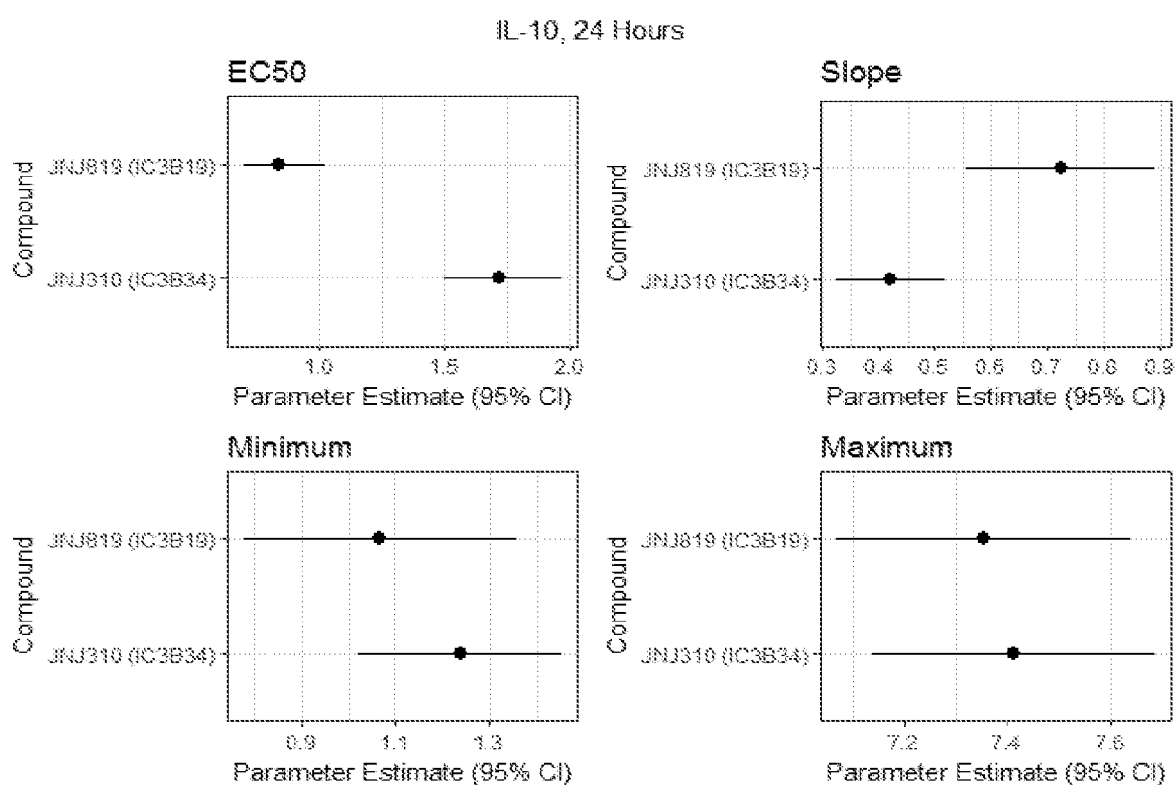 IL-10, 24 Hours
EC50
Compound
JNJ819 (IC3B19)
JNJ310 (IC3B34)
1.0 1.5 2.0
Parameter Estimate (95% CI)
Slope
Compound
JNJ819 (IC3B19)
JNJ310 (IC3B34)
0.3 0.4 0.5 0.6 0.7 0.8 0.9
Parameter Estimate (95% CI)
Minimum
Compound
JNJ819 (IC3B19)
JNJ310 (IC3B34)
0.9 1.1 1.3
Parameter Estimate (95% CI)
Maximum
Compound
JNJ819 (IC3B19)
JNJ310 (IC3B34)
7.2 7.4 7.6
Parameter Estimate (95% CI)